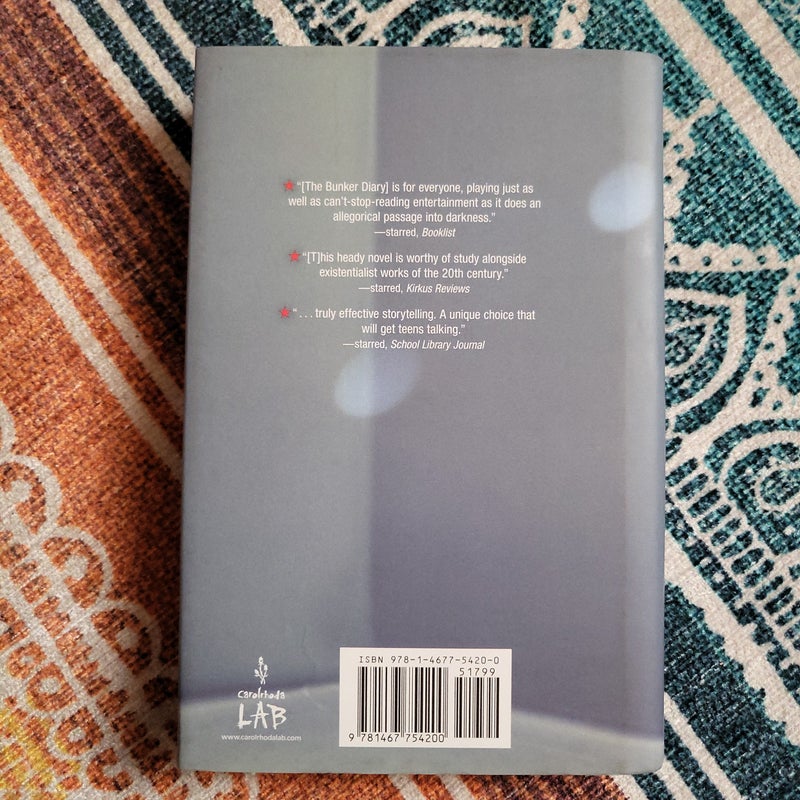 ★“[The Bunker Diary] is for everyone, playing just as
well as can’t-stop-reading entertainment as it does an
allegorical passage into darkness.”
—starred, Booklist
★“[T]his heady novel is worthy of study alongside
existentialist works of the 20th century.”
—starred, Kirkus Reviews
★“ . . . truly effective storytelling. A unique choice that
will get teens talking.”
—starred, School Library Journal
Carolrhoda
LAB
www.carolrhodalab.com
ISBN 978-1-4677-5420-0
51799
9 781467 754200